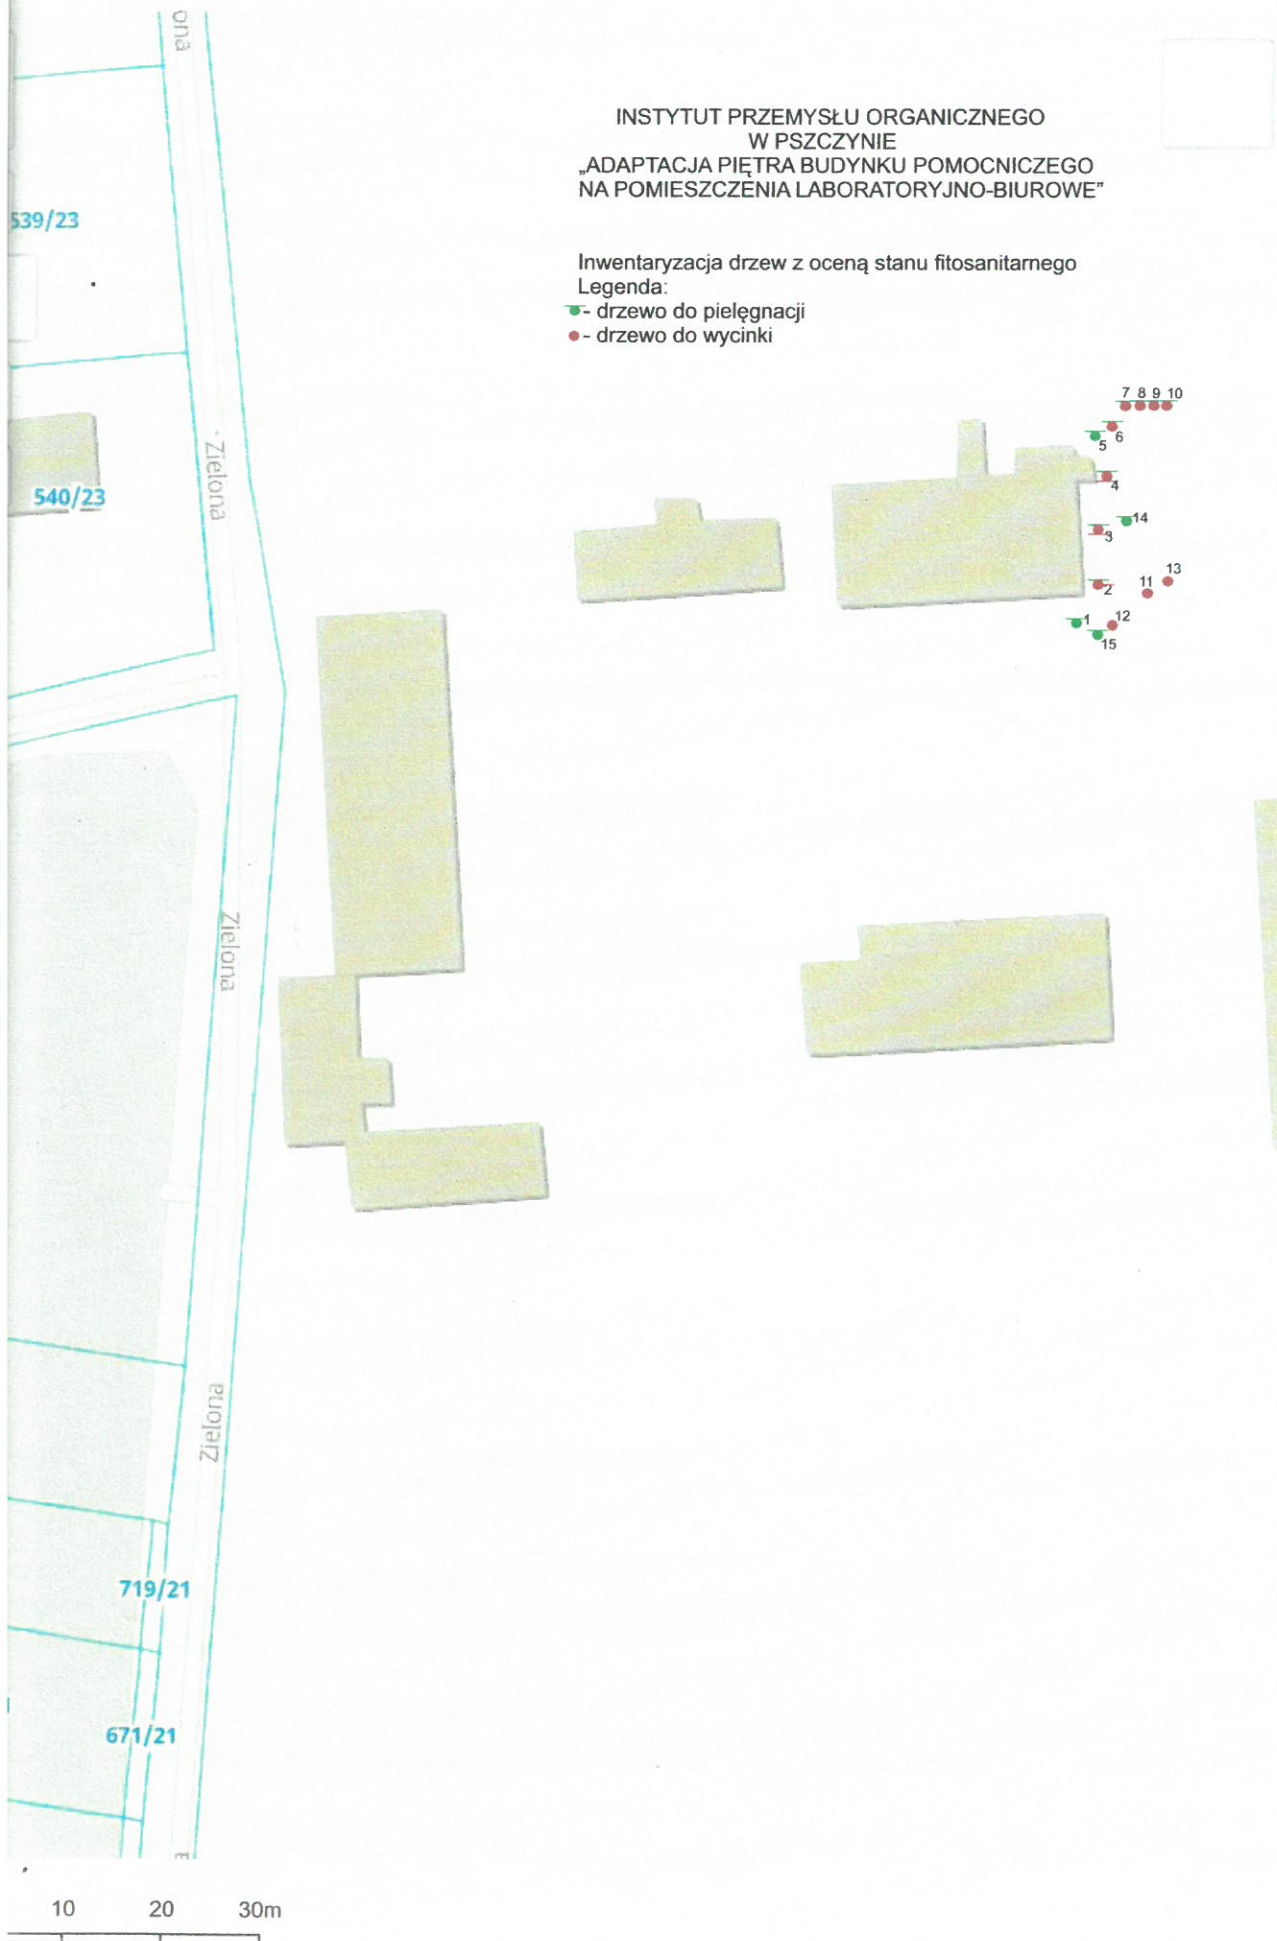 ona
INSTYTUT PRZEMYSŁU ORGANICZNEGO
W PSZCZYNIE
„ADAPTACJA PIĘTRA BUDYNKU POMOCNICZEGO
NA POMIESZCZENIA LABORATORYJNO-BIUROWE”
539/23
Inwentaryzacja drzew z oceną stanu fitosanitarnego
Legenda:
- drzewo do pielęgnacji
- drzewo do wycinki
7 8 9 10
5 6
4
14
3
13
11
2
1 12
15
Zielona
540/23
Zielona
Zielona
719/21
671/21
10 20 30m